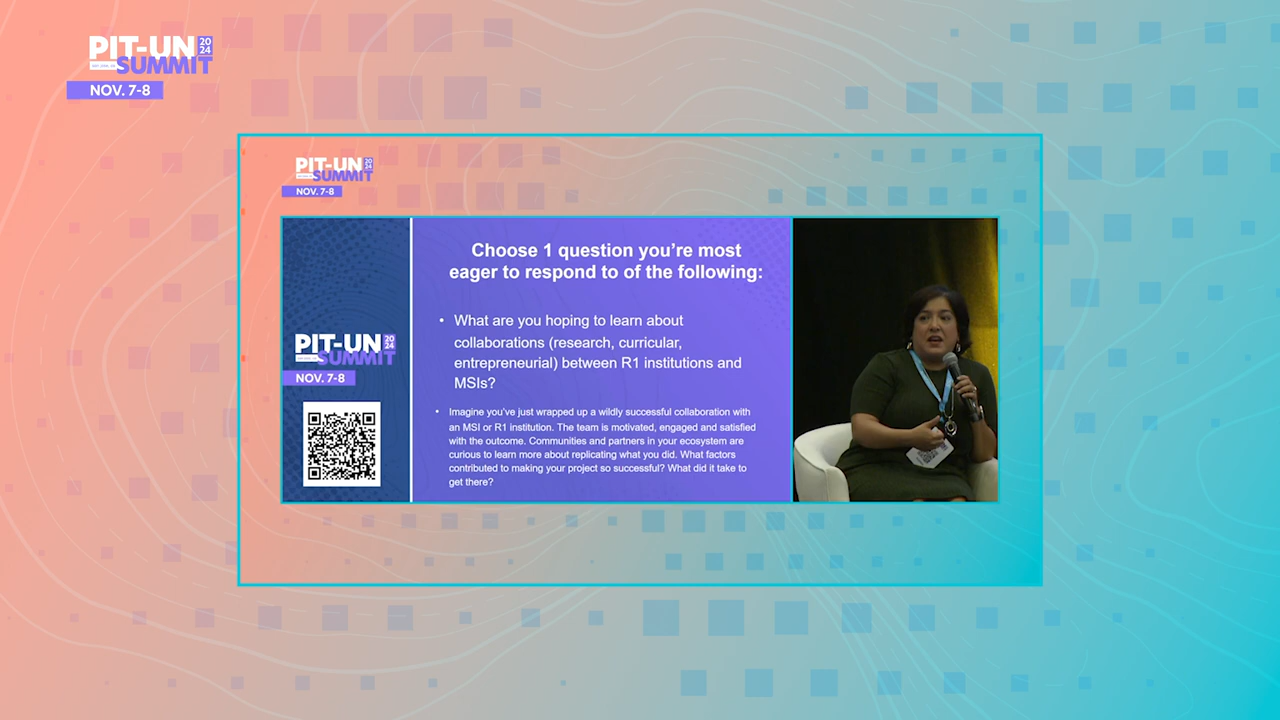 PIT-UN 2024
SUMMIT
NOV. 7-8
PIT-UN 2024
SUMMIT
NOV. 7-8
PIT-UN 2024
SUMMIT
NOV. 7-8
Choose 1 question you’re most
eager to respond to of the following:
• What are you hoping to learn about
collaborations (research, curricular,
entrepreneurial) between R1 institutions and
MSIs?
• Imagine you’ve just wrapped up a wildly successful collaboration with
an MSI or R1 institution. The team is motivated, engaged and satisfied
with the outcome. Communities and partners in your ecosystem are
curious to learn more about replicating what you did. What factors
contributed to making your project so successful? What did it take to
get there?